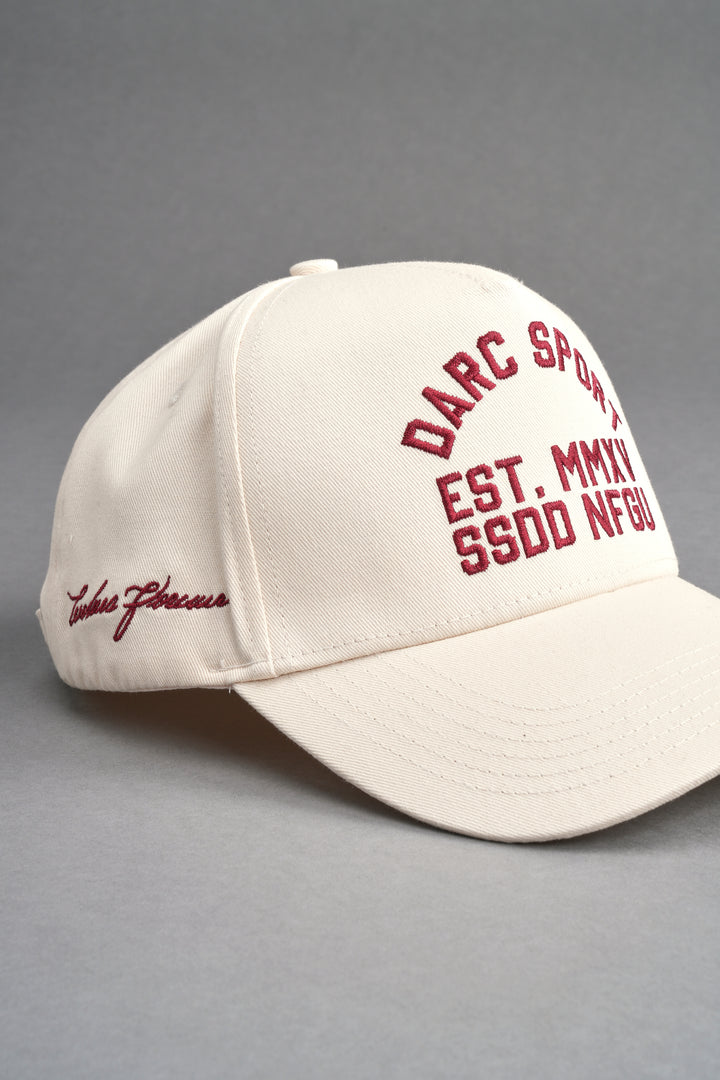 DARC SPORT
EST. MMXV
SSDD NFGU